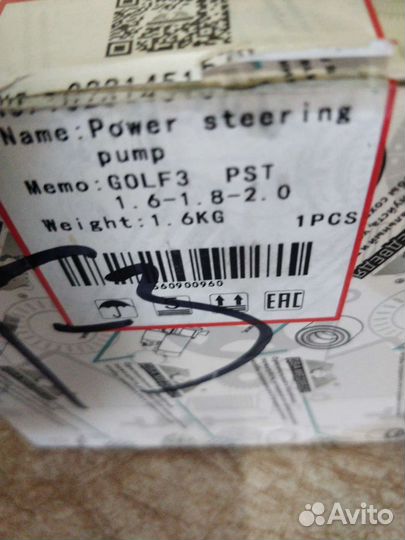 Name:Power steering
pump
Memo:GOLF3 PST
1.6-1.8-2.0
Weight:1.6KG 1PCS
560900960
EAC
Avito